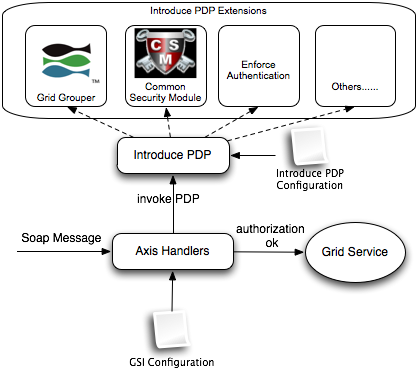 Introduce PDP Extensions
Grid Grouper
TM
C S M
Common
Security Module
Enforce
Authentication
Others......
Introduce PDP
Introduce PDP
Configuration
invoke PDP
Soap Message
Axis Handlers
authorization
ok
Grid Service
GSI Configuration